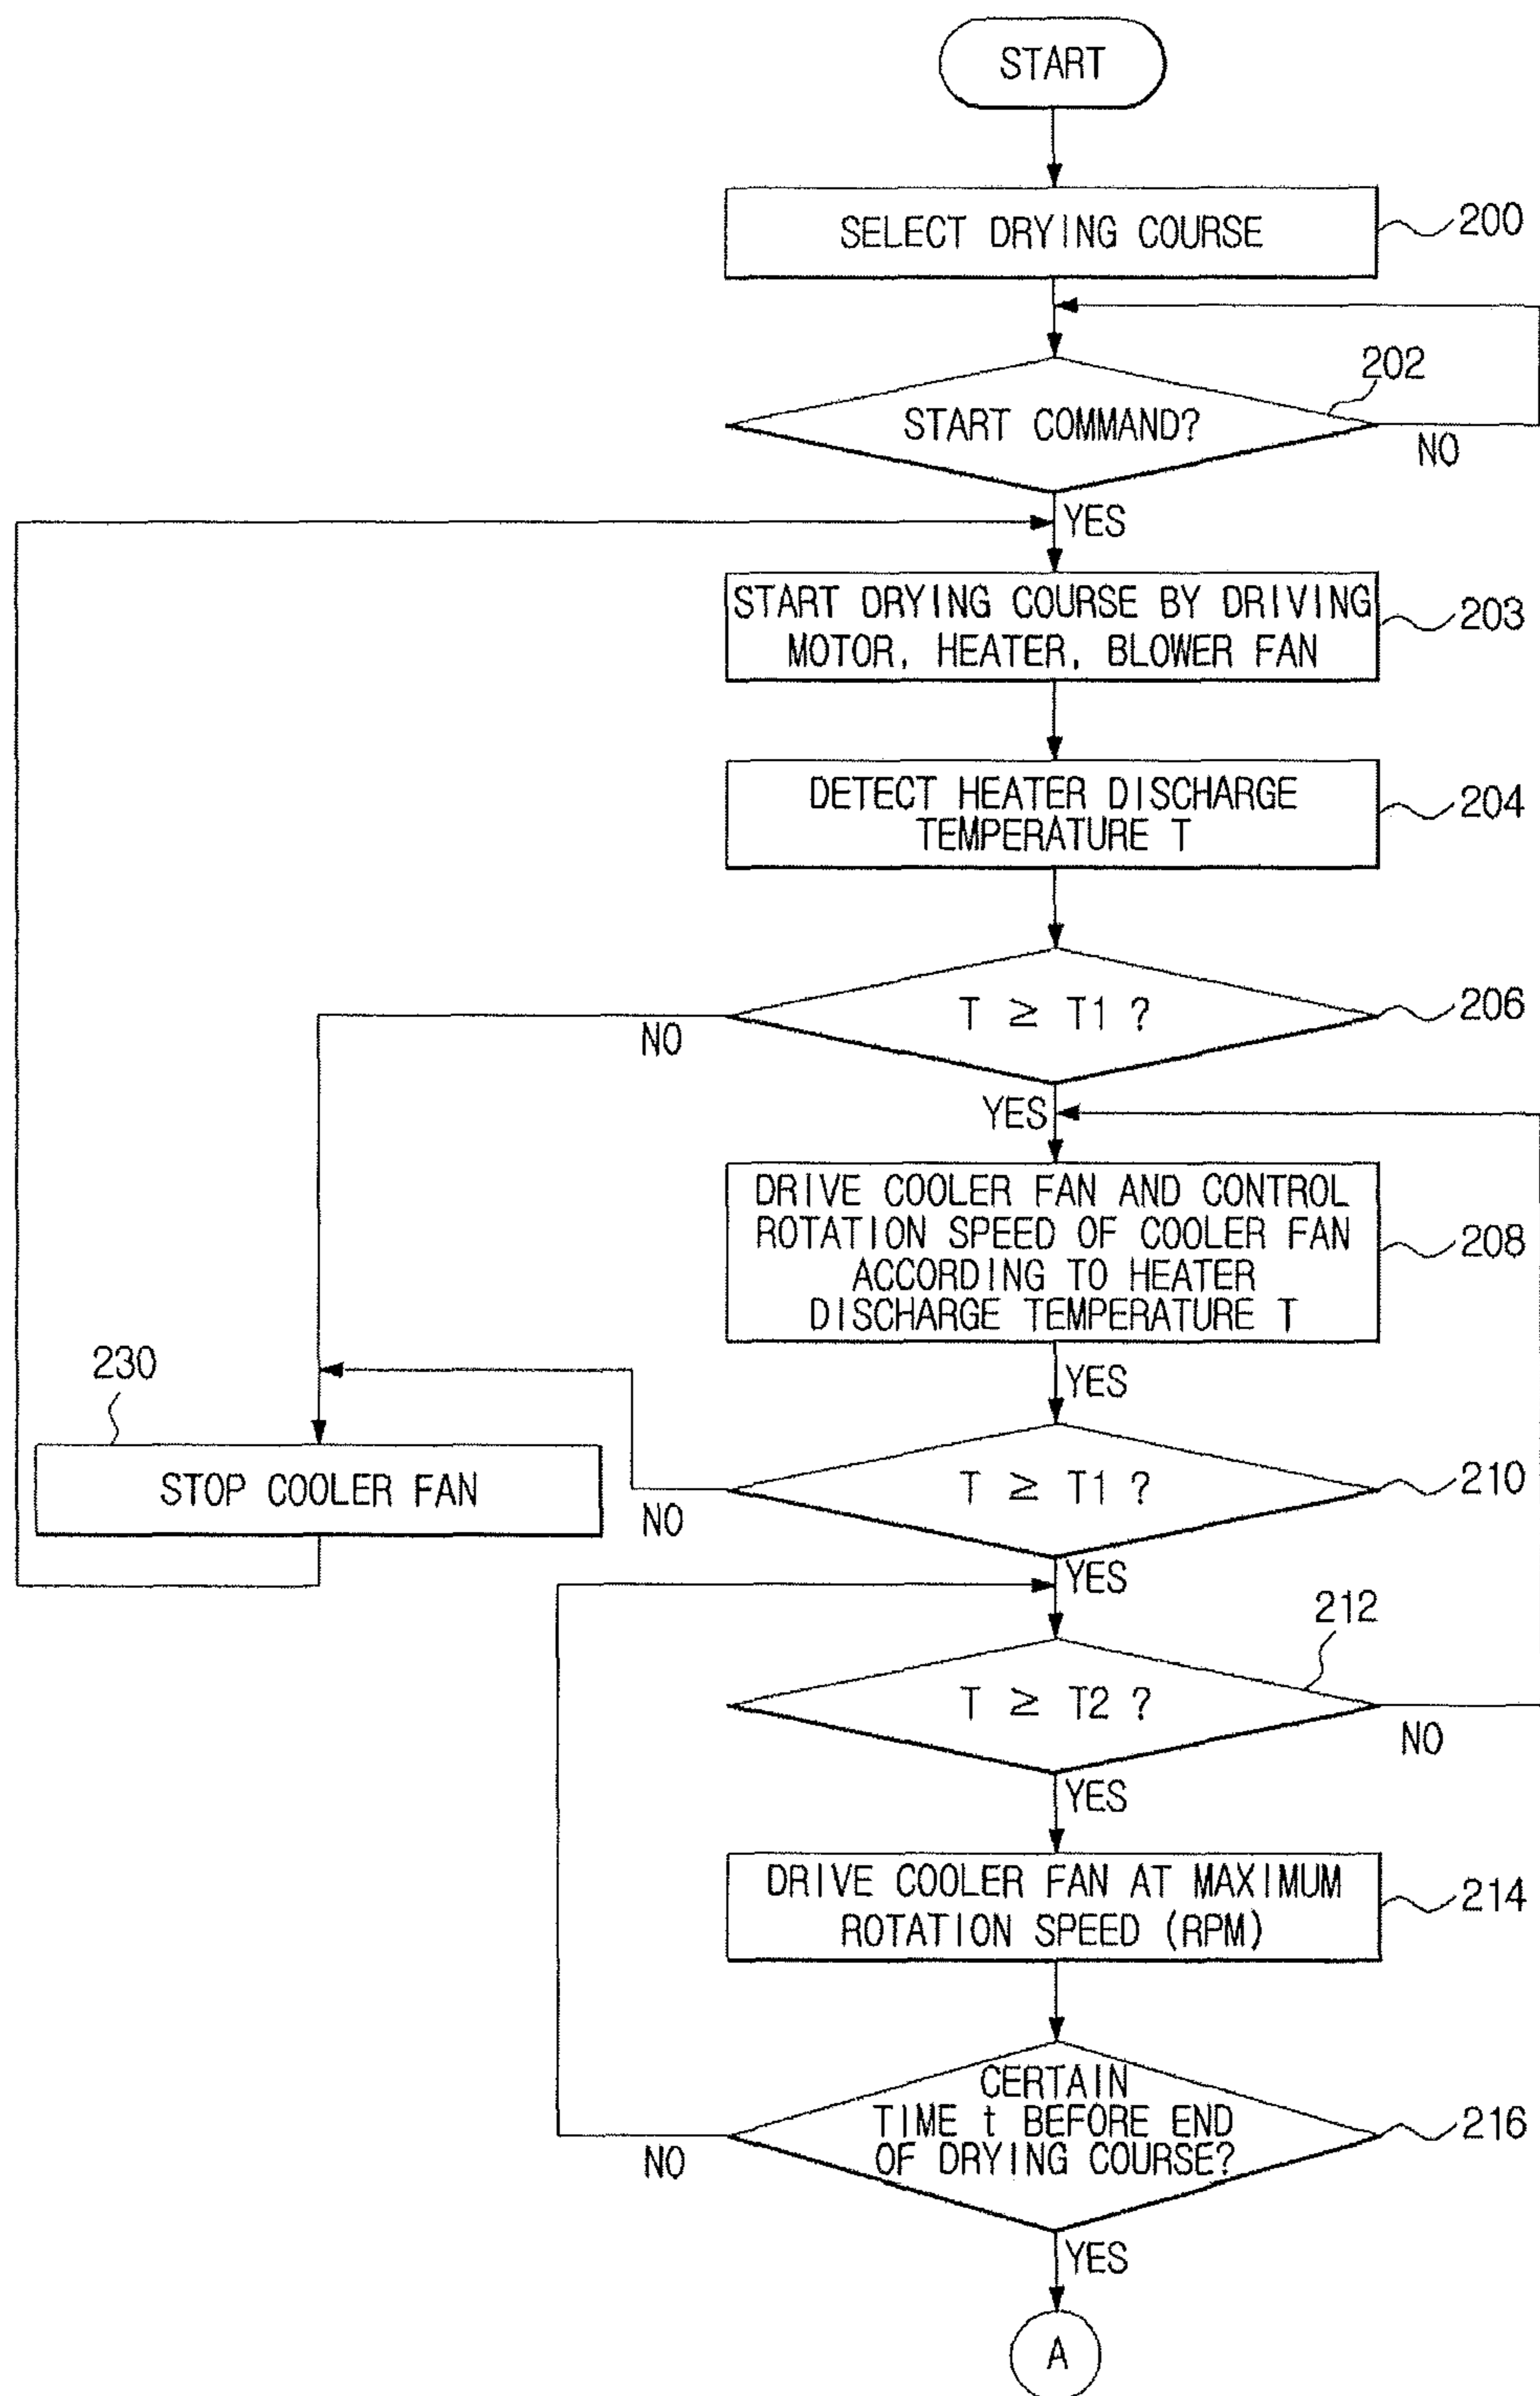 START
SELECT DRYING COURSE
200
202
START COMMAND?
NO
YES
START DRYING COURSE BY DRIVING
MOTOR, HEATER, BLOWER FAN
203
DETECT HEATER DISCHARGE
TEMPERATURE T
204
T ≥ T1 ?
206
NO
YES
DRIVE COOLER FAN AND CONTROL
ROTATION SPEED OF COOLER FAN
ACCORDING TO HEATER
DISCHARGE TEMPERATURE T
208
230
YES
STOP COOLER FAN
T ≥ T1 ?
210
NO
YES
212
T ≥ T2 ?
NO
YES
DRIVE COOLER FAN AT MAXIMUM
ROTATION SPEED (RPM)
214
CERTAIN
TIME t BEFORE END
OF DRYING COURSE?
216
NO
YES
A